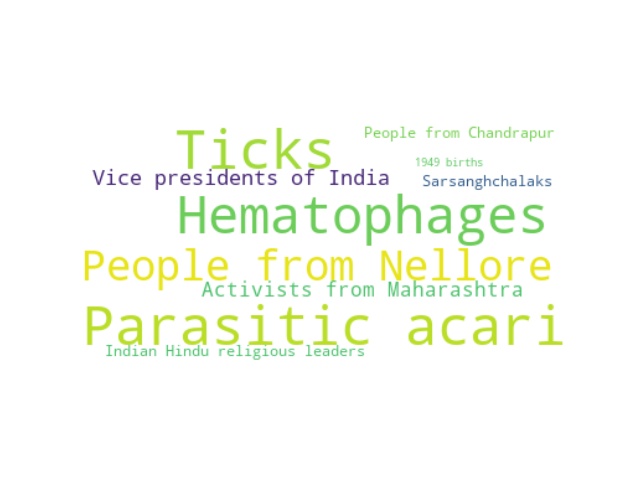 Ticks
People from Chandrapur
1949 births
Vice presidents of India
Sarsanghchalaks
Hematophages
People from Nellore
Activists from Maharashtra
Parasitic acari
Indian Hindu religious leaders